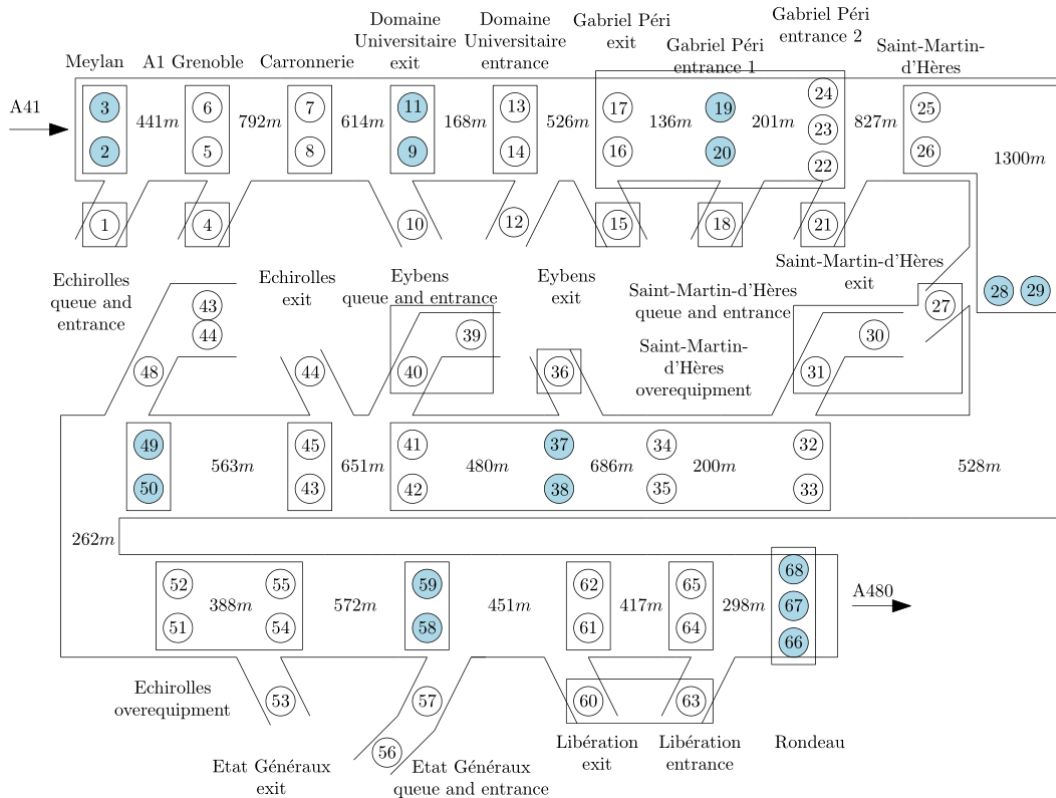 Domaine
Universitaire
exit
Domaine
Universitaire
entrance
Gabriel Péri
exit
Gabriel Péri
entrance 1
Gabriel Péri
entrance 2
Saint-Martin-
d'Hères
Meylan
A1 Grenoble
Carronnerie
A41
3
6
7
11
13
17
19
24
25
441m
792m
614m
168m
526m
136m
201m
23
827m
2
5
8
9
14
16
20
22
26
1300m
1
4
10
12
15
18
21
Echirolles
queue and
entrance
Echirolles
exit
Eybens
queue and entrance
Eybens
exit
Saint-Martin-d'Hères
exit
Saint-Martin-d'Hères
queue and entrance
Saint-Martin-
d'Hères
overequipment
28
29
43
44
39
27
30
48
44
40
36
31
49
45
41
37
34
32
563m
651m
480m
686m
200m
528m
50
43
42
38
35
33
262m
52
55
59
62
65
68
388m
572m
451m
417m
298m
67
A480
51
54
58
61
64
66
53
57
60
63
56
Echirolles
overequipment
Etat Généraux
exit
Etat Généraux
queue and entrance
Libération
exit
Libération
entrance
Rondeau